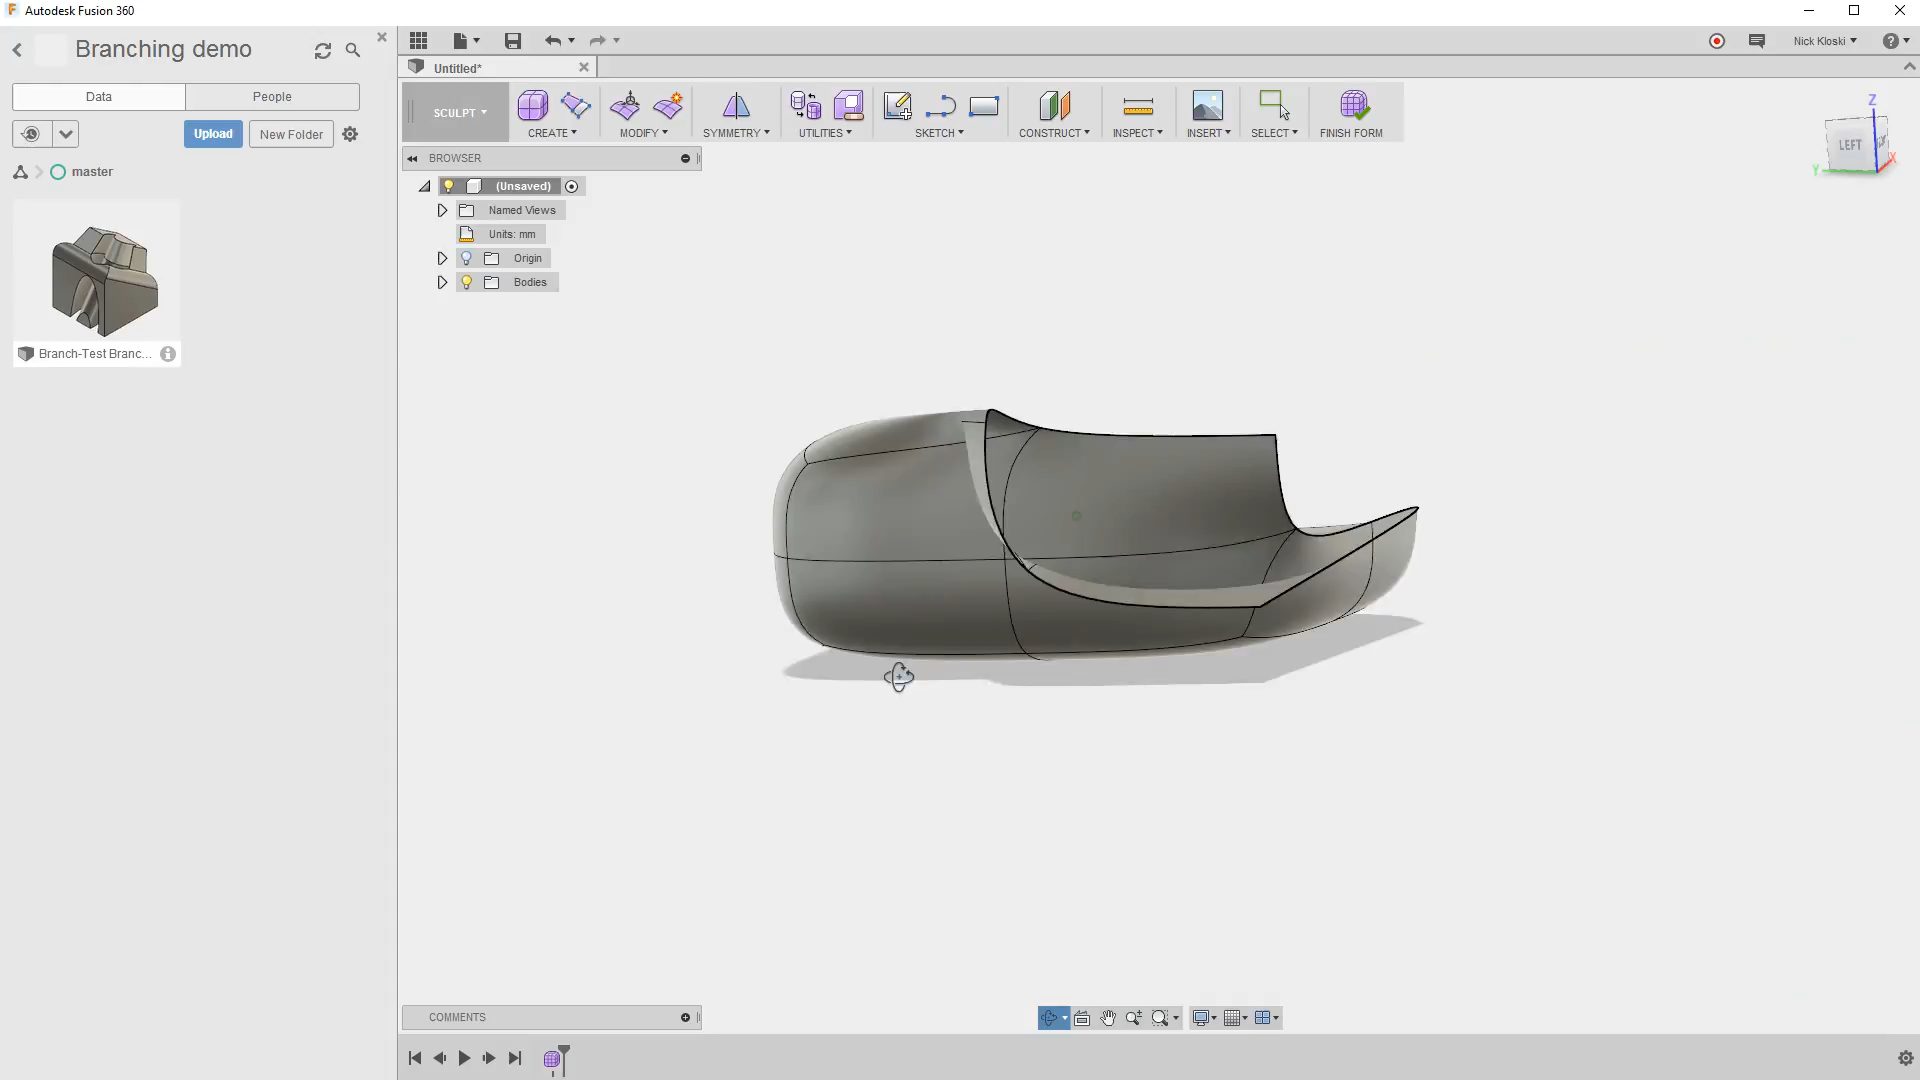 Autodesk Fusion 360
Branching demo
Data
People
Upload
New Folder
master
Branch-Test Branc...
Untitled*
Nick Kloski
SCULPT
CREATE
MODIFY
SYMMETRY
UTILITIES
SKETCH
CONSTRUCT
INSPECT
INSERT
SELECT
FINISH FORM
BROWSER
(Unsaved)
Named Views
Units: mm
Origin
Bodies
Z
LEFT
Y
X
COMMENTS